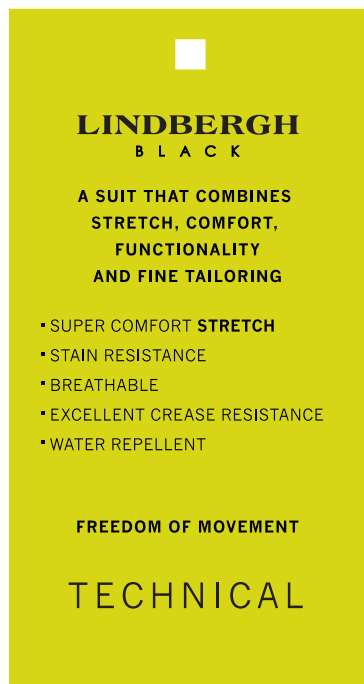 LINDBERGH
BLACK
A SUIT THAT COMBINES
STRETCH, COMFORT,
FUNCTIONALITY
AND FINE TAILORING
▪ SUPER COMFORT STRETCH
▪ STAIN RESISTANCE
▪ BREATHABLE
▪ EXCELLENT CREASE RESISTANCE
▪ WATER REPELLENT
FREEDOM OF MOVEMENT
TECHNICAL